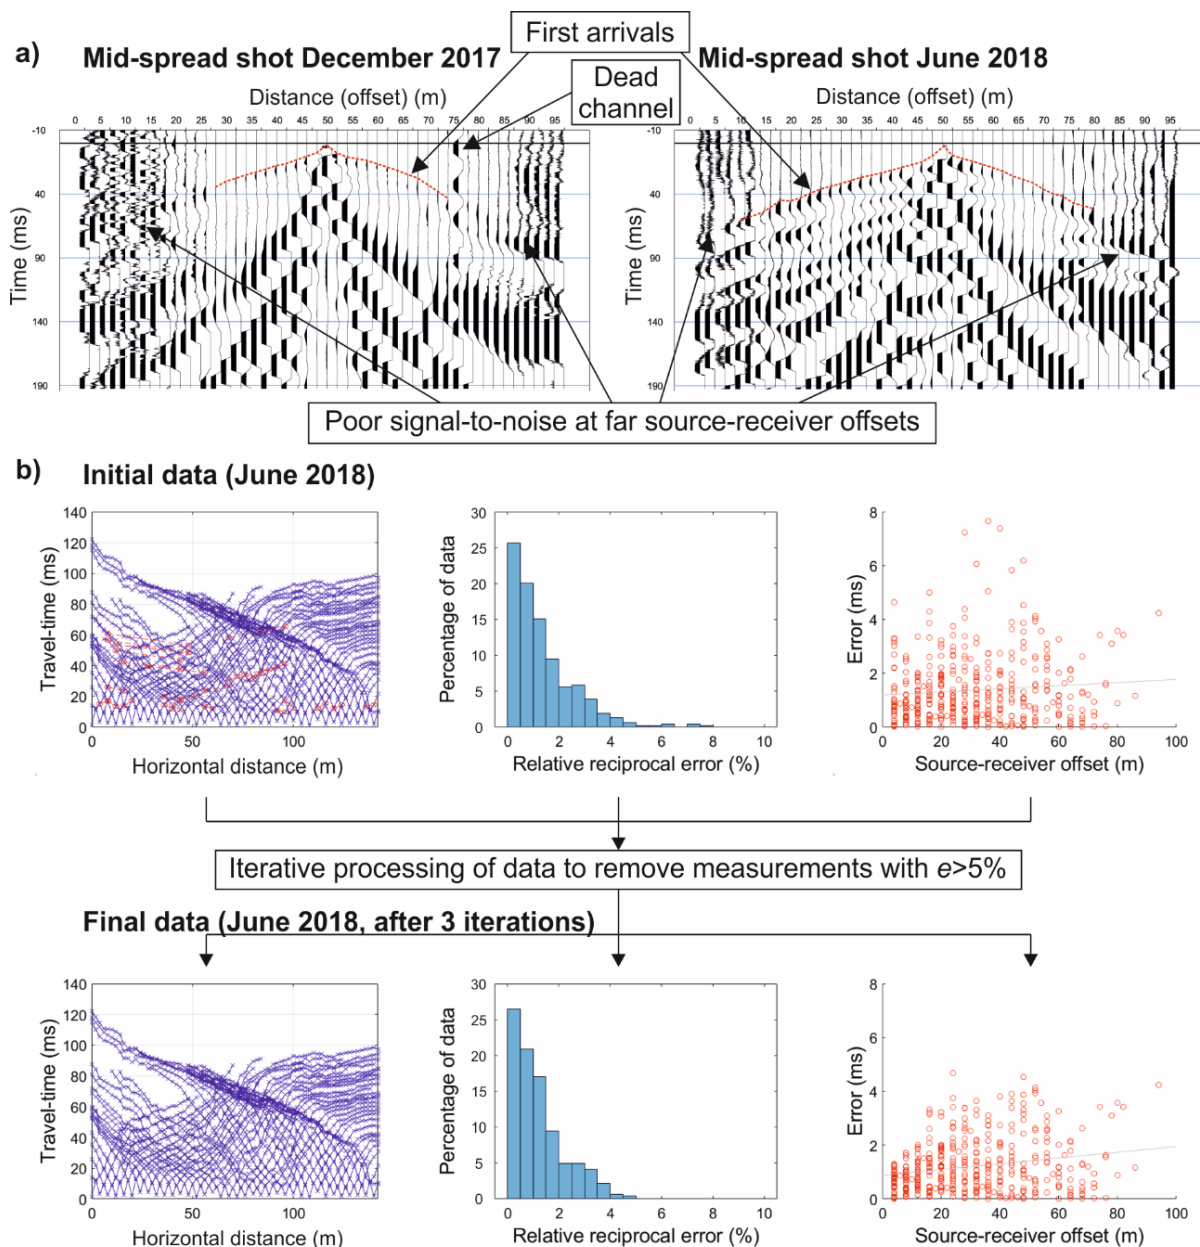 First arrivals
a) Mid-spread shot December 2017
Mid-spread shot June 2018
Dead
channel
Distance (offset) (m)
Distance (offset) (m)
0 5 10 15 20 25 30 35 40 45 50 55 60 65 70 75 80 85 90 95
0 5 10 15 20 25 30 35 40 45 50 55 60 65 70 75 80 85 90 95
-10
40
90
140
190
Time (ms)
-10
40
90
140
190
Time (ms)
Poor signal-to-noise at far source-receiver offsets
b) Initial data (June 2018)
140
120
100
80
60
40
20
0
Travel-time (ms)
0 50 100
Horizontal distance (m)
30
25
20
15
10
5
0
Percentage of data
0 2 4 6 8 10
Relative reciprocal error (%)
8
6
4
2
0
Error (ms)
0 20 40 60 80 100
Source-receiver offset (m)
Iterative processing of data to remove measurements with e>5%
Final data (June 2018, after 3 iterations)
140
120
100
80
60
40
20
0
Travel-time (ms)
0 50 100
Horizontal distance (m)
30
25
20
15
10
5
0
Percentage of data
0 2 4 6 8 10
Relative reciprocal error (%)
8
6
4
2
0
Error (ms)
0 20 40 60 80 100
Source-receiver offset (m)